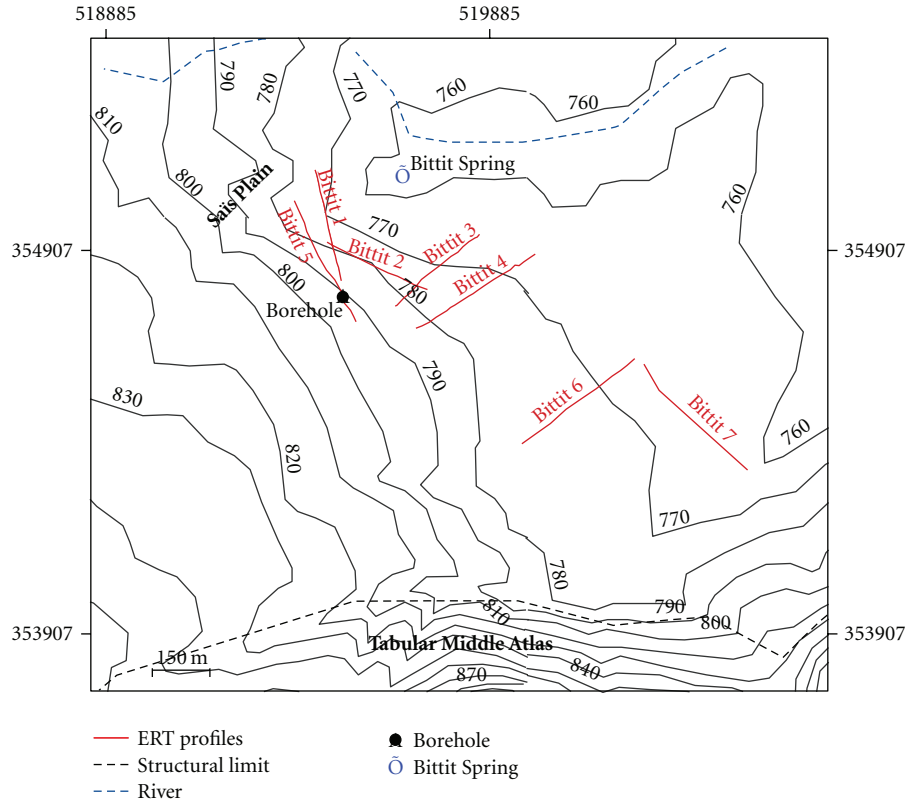 518885
519885
810
790
780
770
760
760
800
Saïs Plain
Bittit Spring
760
354907
354907
Bittit 1
Bittit 5
770
Bittit 2
Bittit 3
Bittit 4
800
780
Borehole
790
830
Bittit 6
Bittit 7
760
820
770
780
790
810
800
353907
353907
Tabular Middle Atlas
150 m
870
840
ERT profiles
Structural limit
River
Borehole
Õ Bittit Spring